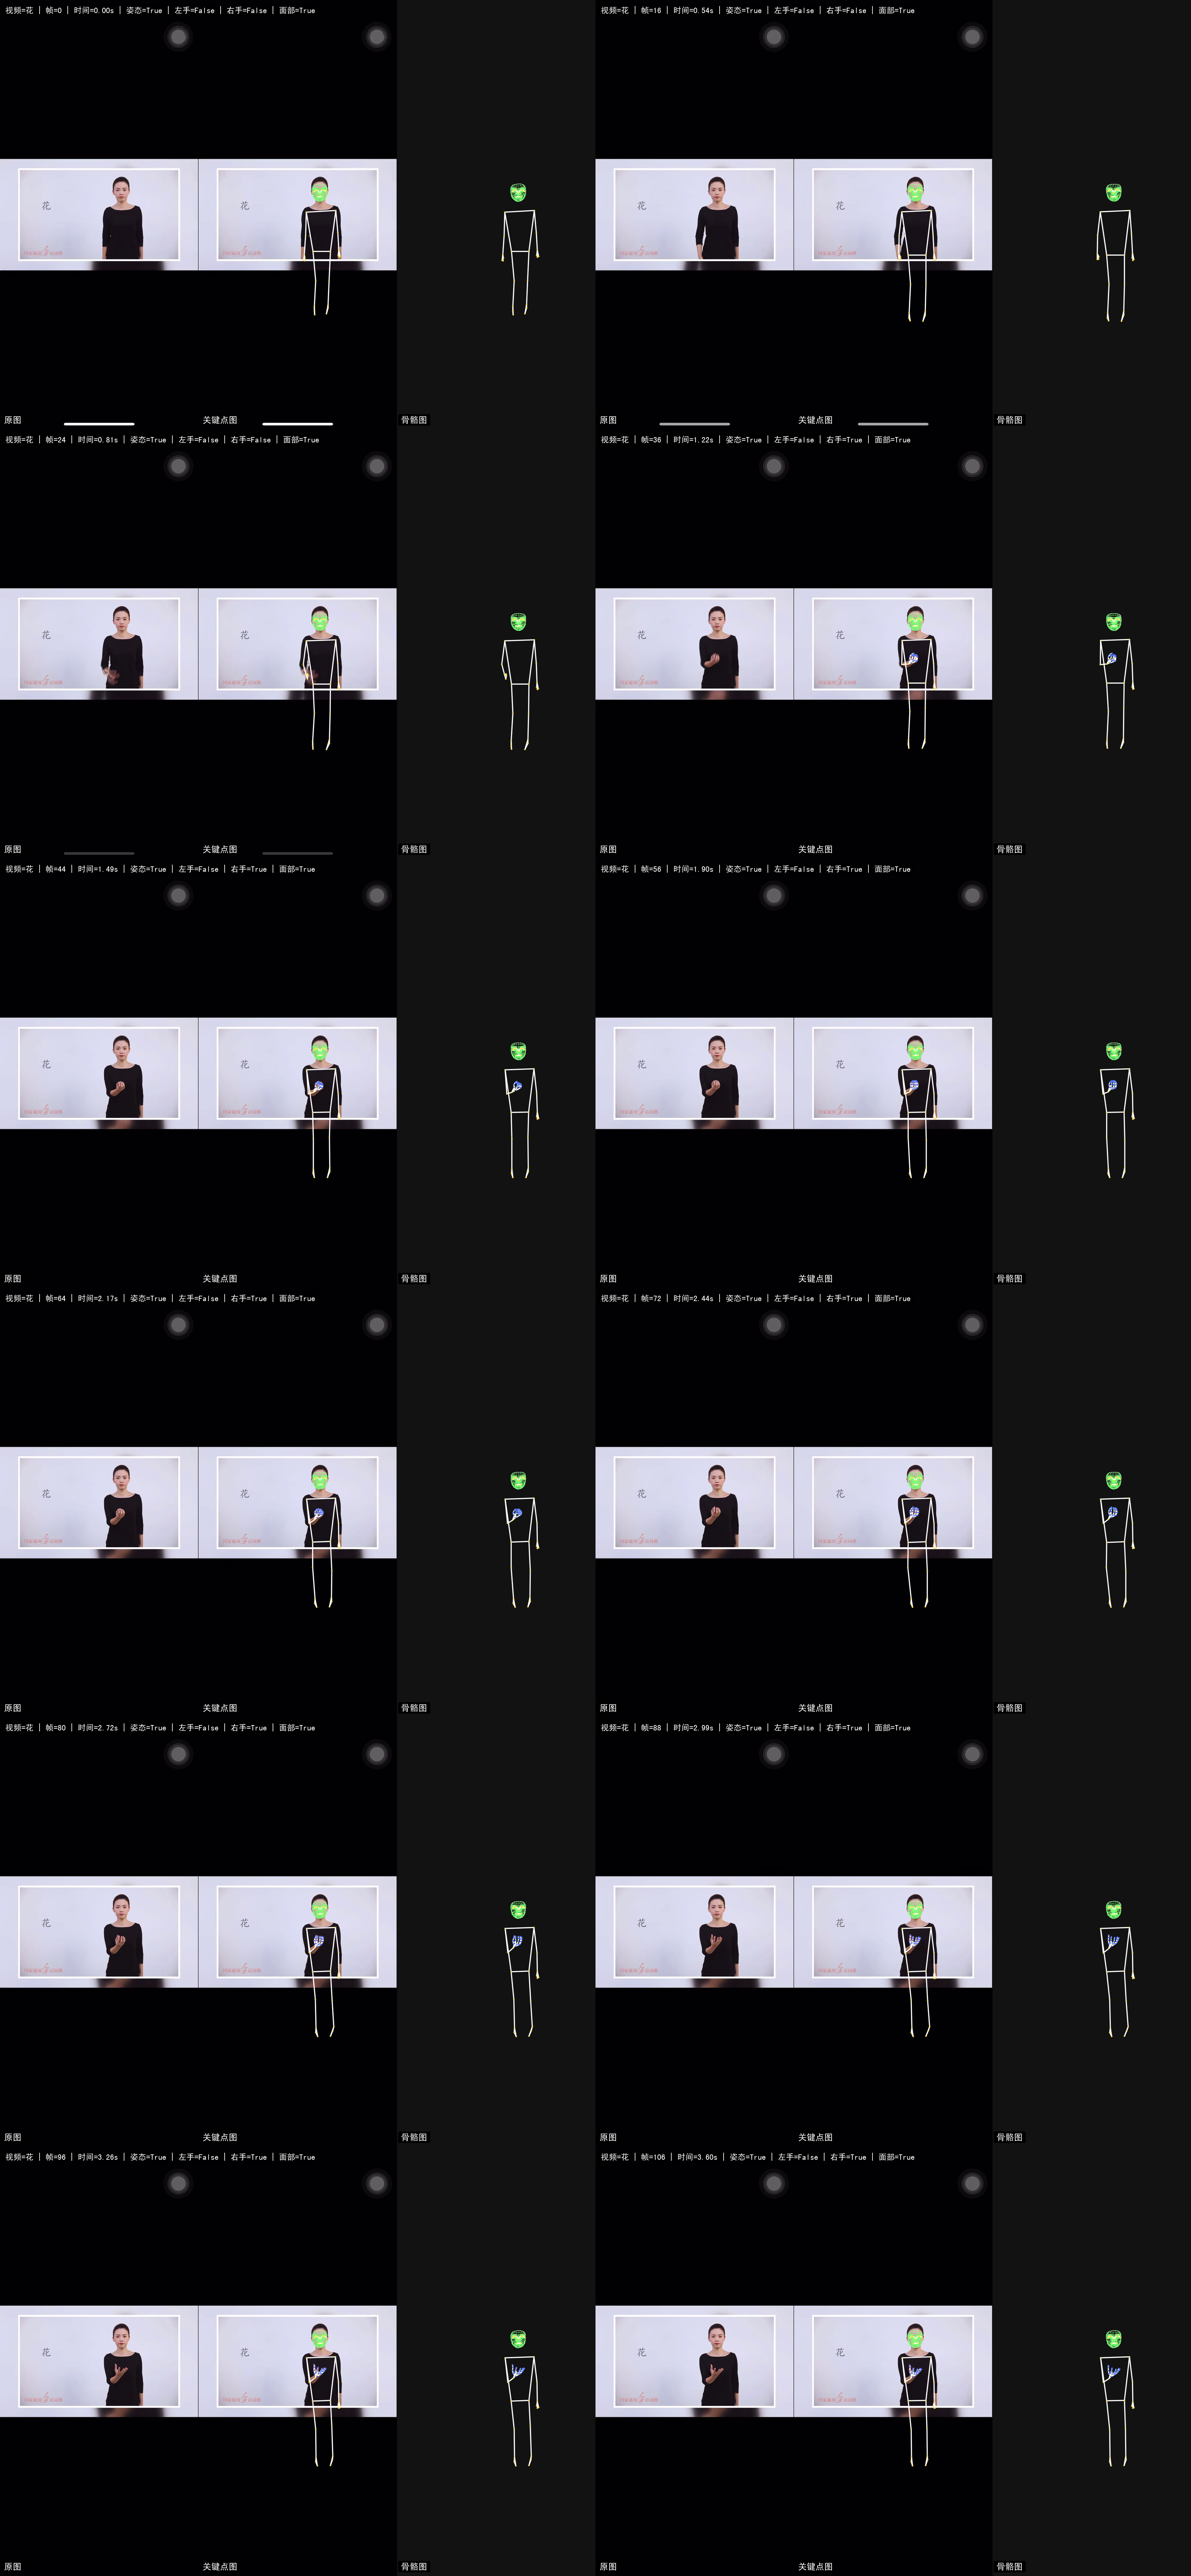 视频=花 | 帧=0 | 时间=0.00s | 姿态=True | 左手=False | 右手=False | 面部=True
花
花
原图
关键点图
骨骼图
视频=花 | 帧=16 | 时间=0.54s | 姿态=True | 左手=False | 右手=False | 面部=True
花
花
原图
关键点图
骨骼图
视频=花 | 帧=24 | 时间=0.81s | 姿态=True | 左手=False | 右手=False | 面部=True
花
花
原图
关键点图
骨骼图
视频=花 | 帧=36 | 时间=1.22s | 姿态=True | 左手=False | 右手=True | 面部=True
花
花
原图
关键点图
骨骼图
视频=花 | 帧=44 | 时间=1.49s | 姿态=True | 左手=False | 右手=True | 面部=True
花
花
原图
关键点图
骨骼图
视频=花 | 帧=56 | 时间=1.90s | 姿态=True | 左手=False | 右手=True | 面部=True
花
花
原图
关键点图
骨骼图
视频=花 | 帧=64 | 时间=2.17s | 姿态=True | 左手=False | 右手=True | 面部=True
花
花
原图
关键点图
骨骼图
视频=花 | 帧=72 | 时间=2.44s | 姿态=True | 左手=False | 右手=True | 面部=True
花
花
原图
关键点图
骨骼图
视频=花 | 帧=80 | 时间=2.72s | 姿态=True | 左手=False | 右手=True | 面部=True
花
花
原图
关键点图
骨骼图
视频=花 | 帧=88 | 时间=2.99s | 姿态=True | 左手=False | 右手=True | 面部=True
花
花
原图
关键点图
骨骼图
视频=花 | 帧=96 | 时间=3.26s | 姿态=True | 左手=False | 右手=True | 面部=True
花
花
原图
关键点图
骨骼图
视频=花 | 帧=106 | 时间=3.60s | 姿态=True | 左手=False | 右手=True | 面部=True
花
花
原图
关键点图
骨骼图